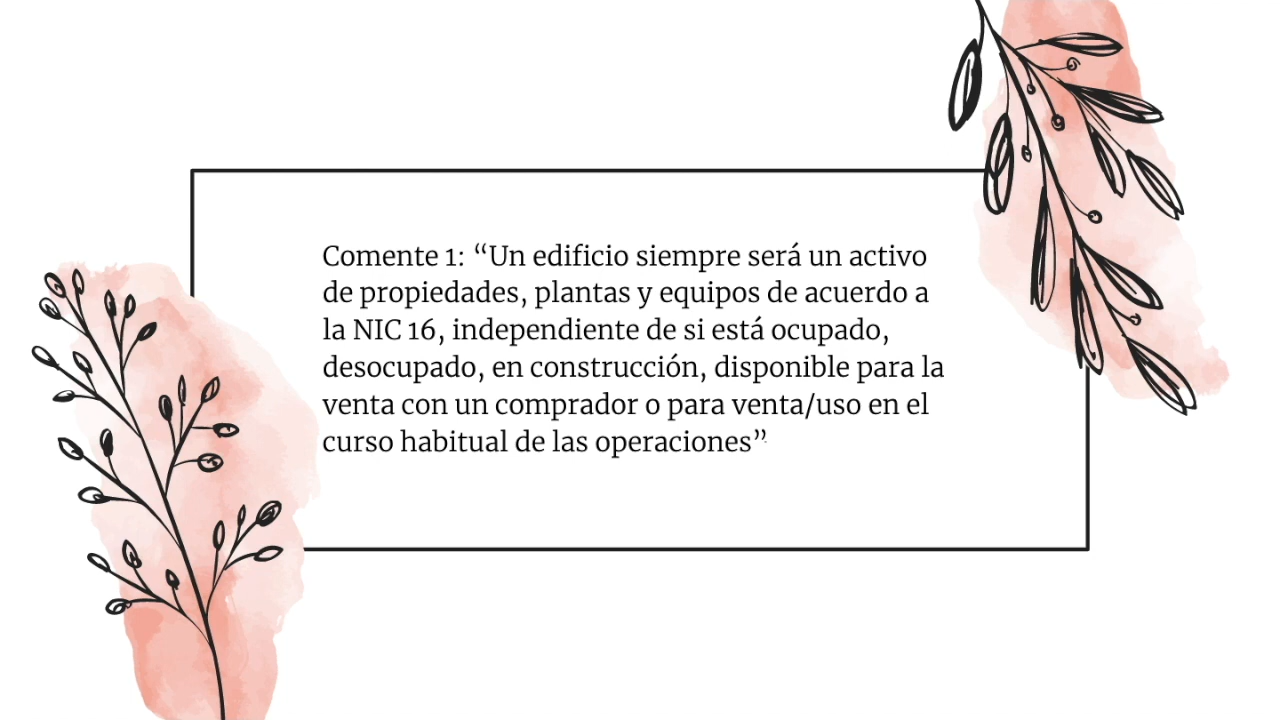 Comente 1: “Un edificio siempre será un activo
de propiedades, plantas y equipos de acuerdo a
la NIC 16, independiente de si está ocupado,
desocupado, en construcción, disponible para la
venta con un comprador o para venta/uso en el
curso habitual de las operaciones”.